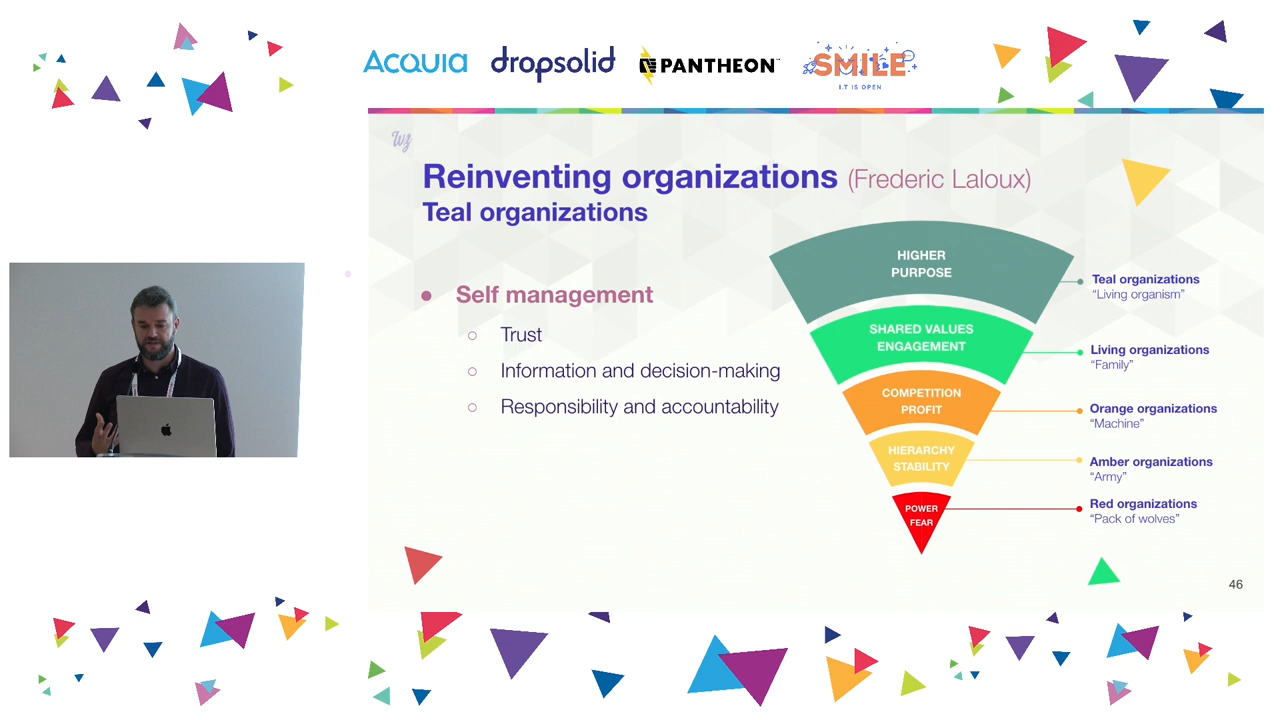 ACQUIA
dropsolid
PANTHEON
SMILE
I.T IS OPEN
Reinventing organizations (Frederic Laloux)
Teal organizations
Self management
Trust
Information and decision-making
Responsibility and accountability
HIGHER
PURPOSE
SHARED VALUES
ENGAGEMENT
COMPETITION
PROFIT
HIERARCHY
STABILITY
POWER
FEAR
Teal organizations
"Living organism"
Living organizations
"Family"
Orange organizations
"Machine"
Amber organizations
"Army"
Red organizations
"Pack of wolves"
46